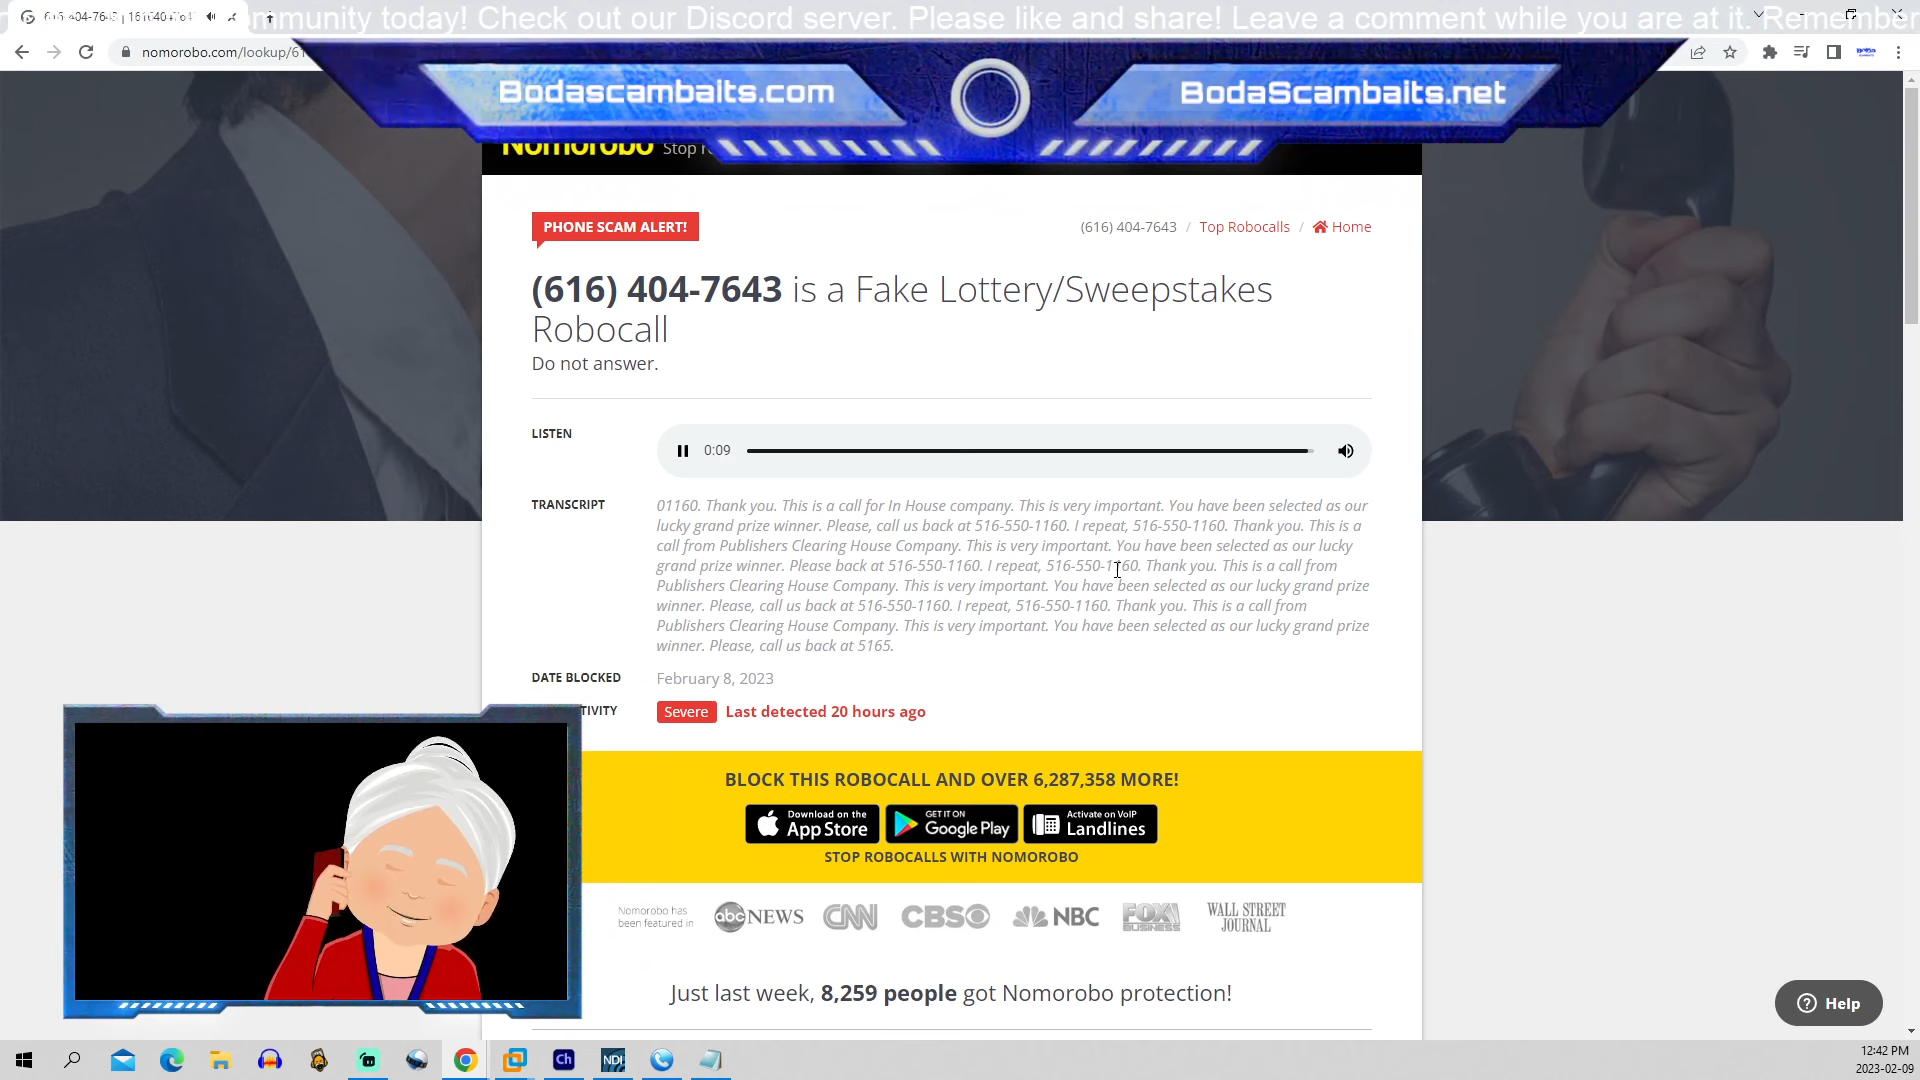 mmunity today! Check out our Discord server. Please like and share! Leave a comment while you are at it. Remember
nomorobo.com/lookup/61
Bodascambaits.com
BodaScambaits.net
Nomorobo Stop r
PHONE SCAM ALERT!
(616) 404-7643 / Top Robocalls / Home
(616) 404-7643 is a Fake Lottery/Sweepstakes
Robocall
Do not answer.
LISTEN
0:09
TRANSCRIPT
01160. Thank you. This is a call for In House company. This is very important. You have been selected as our
lucky grand prize winner. Please, call us back at 516-550-1160. I repeat, 516-550-1160. Thank you. This is a
call from Publishers Clearing House Company. This is very important. You have been selected as our lucky
grand prize winner. Please back at 516-550-1160. I repeat, 516-550-1160. Thank you. This is a call from
Publishers Clearing House Company. This is very important. You have been selected as our lucky grand prize
winner. Please, call us back at 516-550-1160. I repeat, 516-550-1160. Thank you. This is a call from
Publishers Clearing House Company. This is very important. You have been selected as our lucky grand prize
winner. Please, call us back at 5165.
DATE BLOCKED
February 8, 2023
TIVITY
Severe Last detected 20 hours ago
BLOCK THIS ROBOCALL AND OVER 6,287,358 MORE!
Download on the
App Store
GET IT ON
Google Play
Activate on VoIP
Landlines
STOP ROBOCALLS WITH NOMOROBO
Nomorobo has
been featured in
abc NEWS
CNN
CBS
NBC
FOX
BUSINESS
WALL STREET
JOURNAL
Just last week, 8,259 people got Nomorobo protection!
Help
Ch
NDI
12:42 PM
2023-02-09